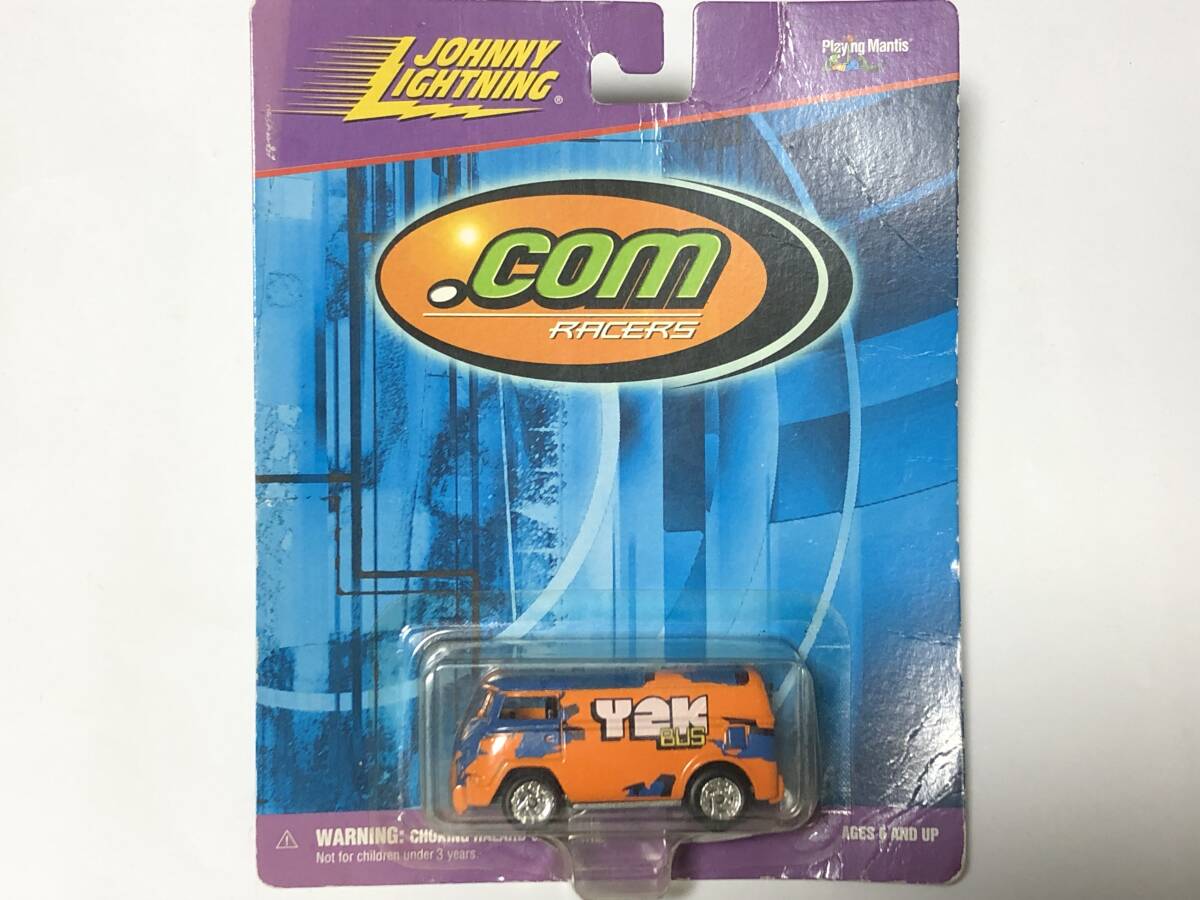 JOHNNY
LIGHTNING®
Playing Mantis
.COM
RACERS
Y2K
BUS
WARNING: CHOKING HAZARD
Not for children under 3 years.
AGES 6 AND UP